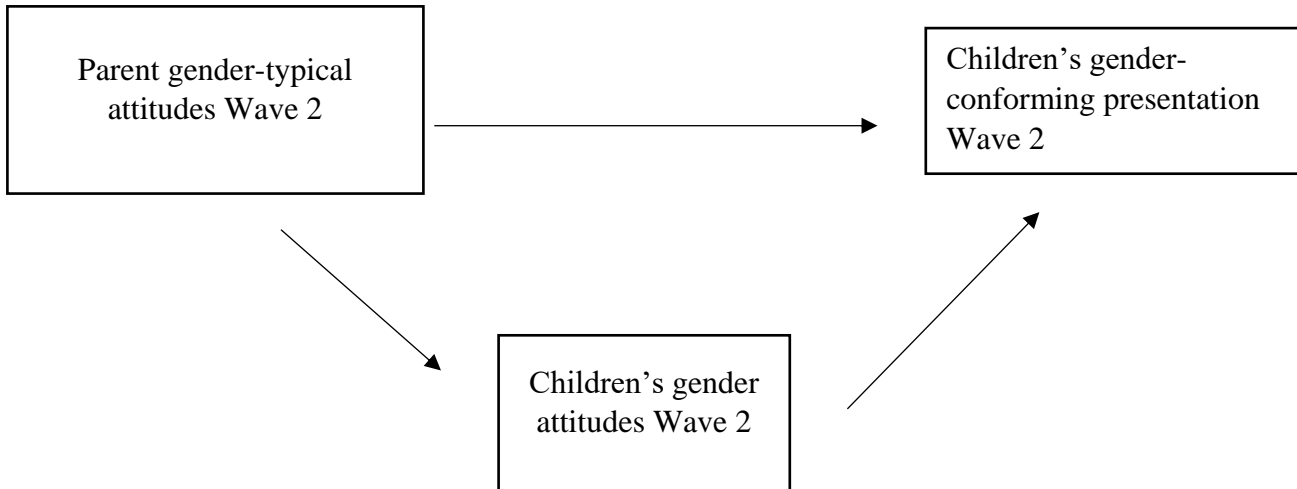 Parent gender-typical
attitudes Wave 2
Children’s gender-
conforming presentation
Wave 2
Children’s gender
attitudes Wave 2